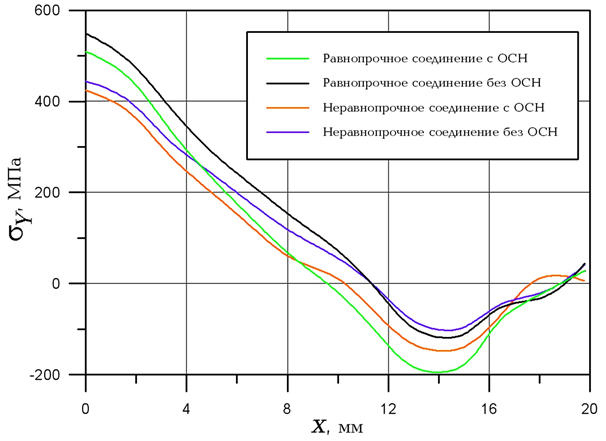 600
400
200
0
-200
σY, МПа
Равнопрочное соединение с ОСН
Равнопрочное соединение без ОСН
Неравнопрочное соединение с ОСН
Неравнопрочное соединение без ОСН
0 4 8 12 16 20
X, мм